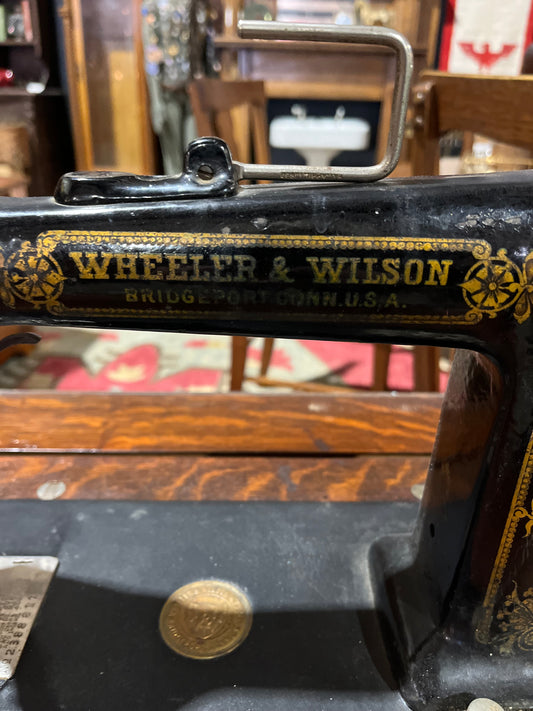 WHEELER & WILSON
BRIDGEPORT CONN. U.S.A.